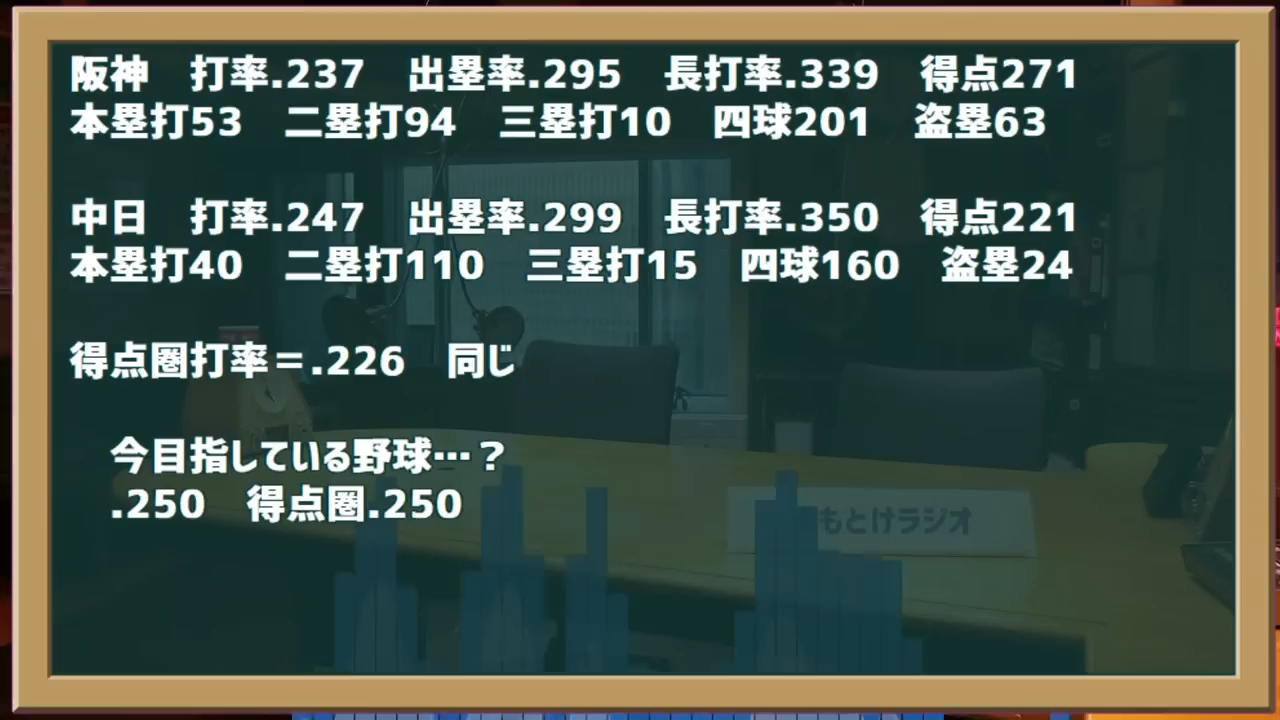 阪神　打率.237　出塁率.295　長打率.339　得点271
本塁打53　二塁打94　三塁打10　四球201　盗塁63
中日　打率.247　出塁率.299　長打率.350　得点221
本塁打40　二塁打110　三塁打15　四球160　盗塁24
得点圏打率＝.226　同じ
今目指している野球…？
.250　得点圏.250
もとけラジオ